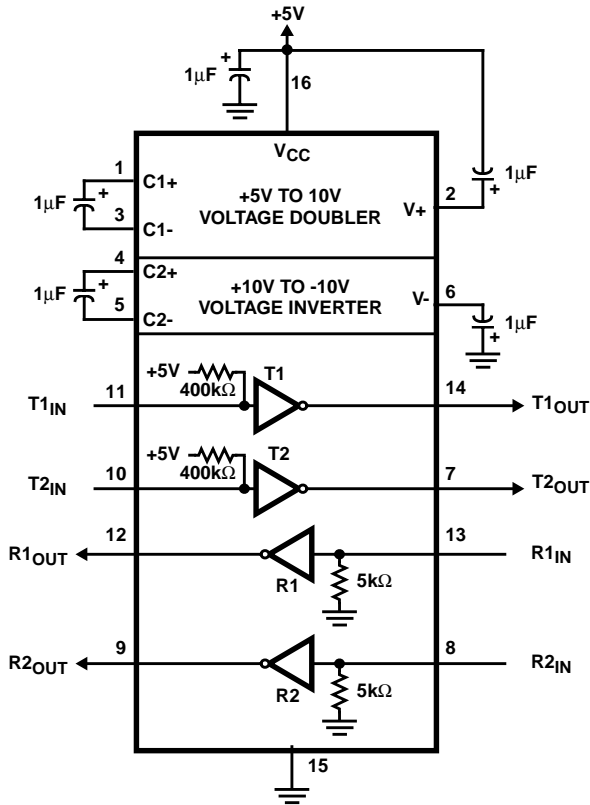 +5V
1μF
+
16
VCC
1
C1+
1μF
+
3
C1-
+5V TO 10V
VOLTAGE DOUBLER
V+
2
1μF
+
4
C2+
1μF
+
5
C2-
+10V TO -10V
VOLTAGE INVERTER
V-
6
1μF
+
+5V
400kΩ
T1
T1IN
11
14
T1OUT
+5V
400kΩ
T2
T2IN
10
7
T2OUT
R1OUT
12
13
R1IN
R1
5kΩ
R2OUT
9
8
R2IN
R2
5kΩ
15